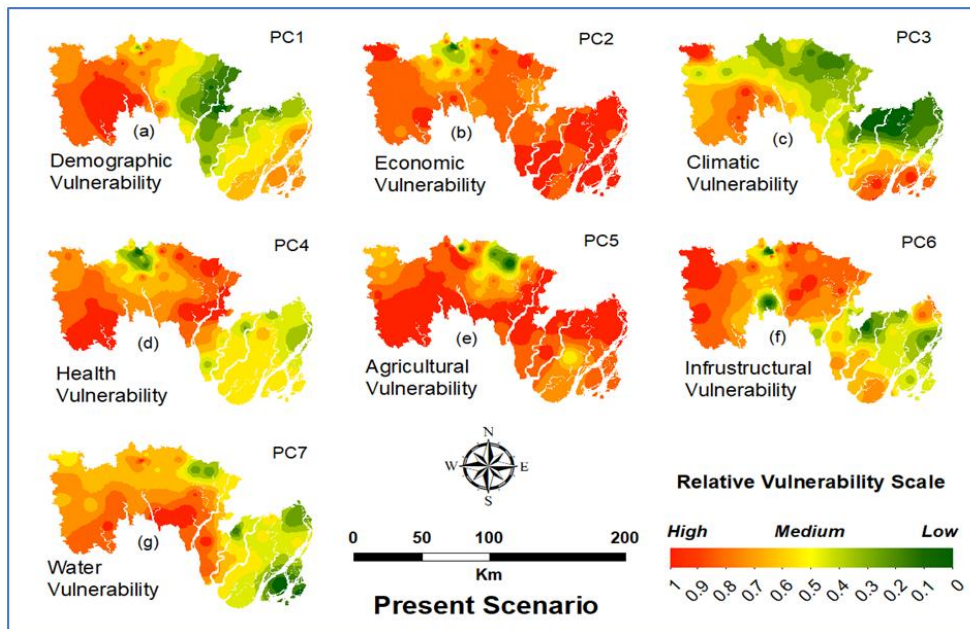 PC1
(a)
Demographic
Vulnerability
PC2
(b)
Economic
Vulnerability
PC3
(c)
Climatic
Vulnerability
PC4
(d)
Health
Vulnerability
PC5
(e)
Agricultural
Vulnerability
PC6
(f)
Infrustructural
Vulnerability
PC7
(g)
Water
Vulnerability
N
W E
S
0 50 100 200
Km
Present Scenario
Relative Vulnerability Scale
High Medium Low
1 0.9 0.8 0.7 0.6 0.5 0.4 0.3 0.2 0.1 0